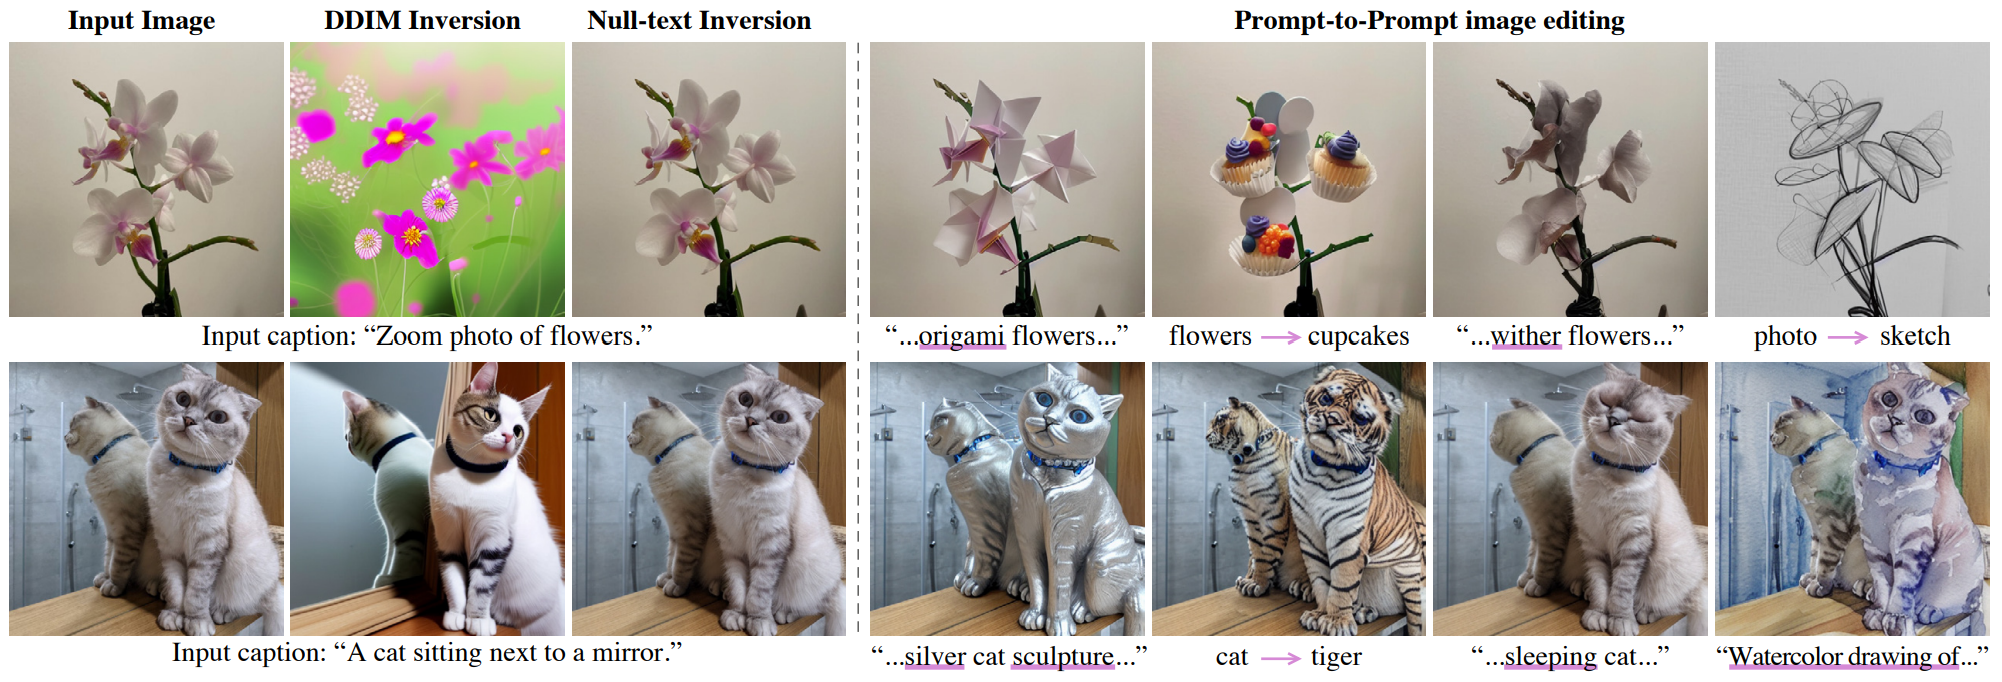 Input Image
DDIM Inversion
Null-text Inversion
Prompt-to-Prompt image editing
Input caption: “Zoom photo of flowers.”
“...origami flowers...”
flowers → cupcakes
“...wither flowers...”
photo → sketch
Input caption: “A cat sitting next to a mirror.”
“...silver cat sculpture...”
cat → tiger
“...sleeping cat...”
“Watercolor drawing of...”